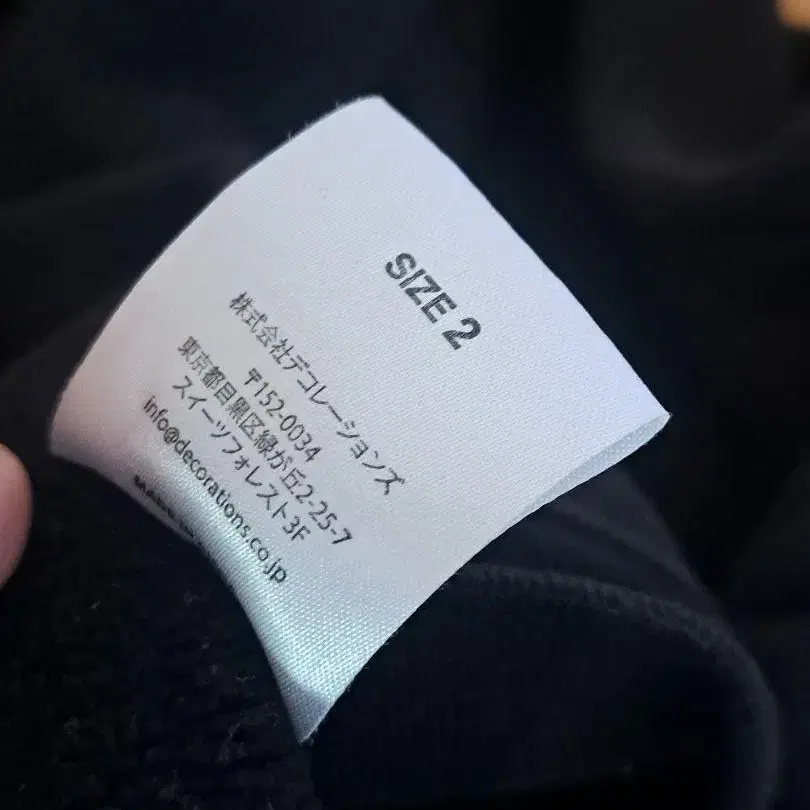 SIZE 2
株式会社デコレーションズ
〒152-0034
東京都目黒区緑が丘2-25-7
スイーツフォレスト3F
info@decorations.co.jp
MADE IN